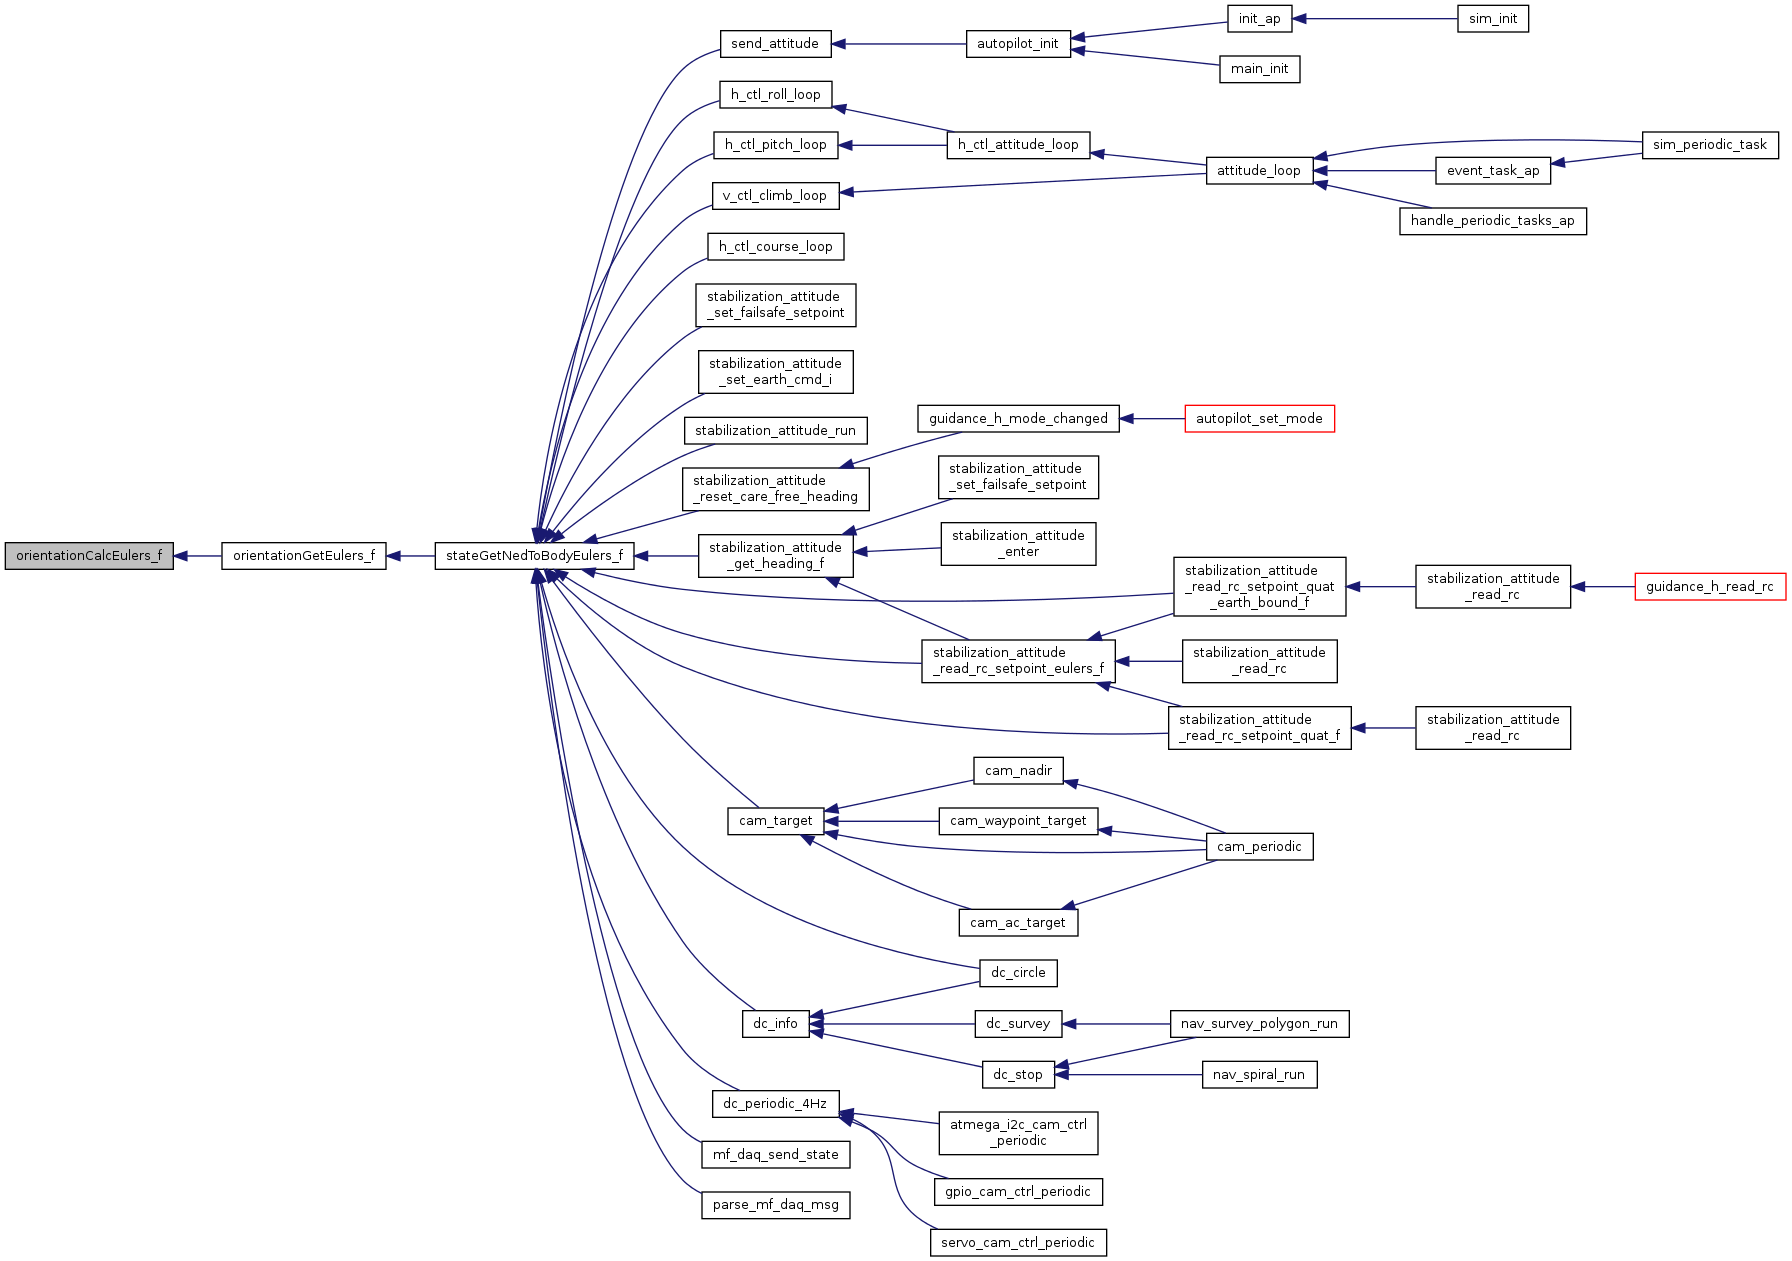 orientationCalcEulers_f
orientationGetEulers_f
stateGetNedToBodyEulers_f
send_attitude
autopilot_init
init_ap
sim_init
main_init
h_ctl_roll_loop
h_ctl_pitch_loop
h_ctl_attitude_loop
v_ctl_climb_loop
attitude_loop
sim_periodic_task
event_task_ap
handle_periodic_tasks_ap
h_ctl_course_loop
stabilization_attitude
_set_failsafe_setpoint
stabilization_attitude
_set_earth_cmd_i
stabilization_attitude_run
stabilization_attitude
_reset_care_free_heading
guidance_h_mode_changed
autopilot_set_mode
stabilization_attitude
_get_heading_f
stabilization_attitude
_set_failsafe_setpoint
stabilization_attitude
_enter
stabilization_attitude
_read_rc_setpoint_eulers_f
stabilization_attitude
_read_rc_setpoint_quat
_earth_bound_f
stabilization_attitude
_read_rc
guidance_h_read_rc
stabilization_attitude
_read_rc
stabilization_attitude
_read_rc_setpoint_quat_f
stabilization_attitude
_read_rc
cam_target
cam_nadir
cam_waypoint_target
cam_periodic
cam_ac_target
dc_circle
dc_info
dc_survey
nav_survey_polygon_run
dc_stop
nav_spiral_run
dc_periodic_4Hz
atmega_i2c_cam_ctrl
_periodic
gpio_cam_ctrl_periodic
servo_cam_ctrl_periodic
mf_daq_send_state
parse_mf_daq_msg